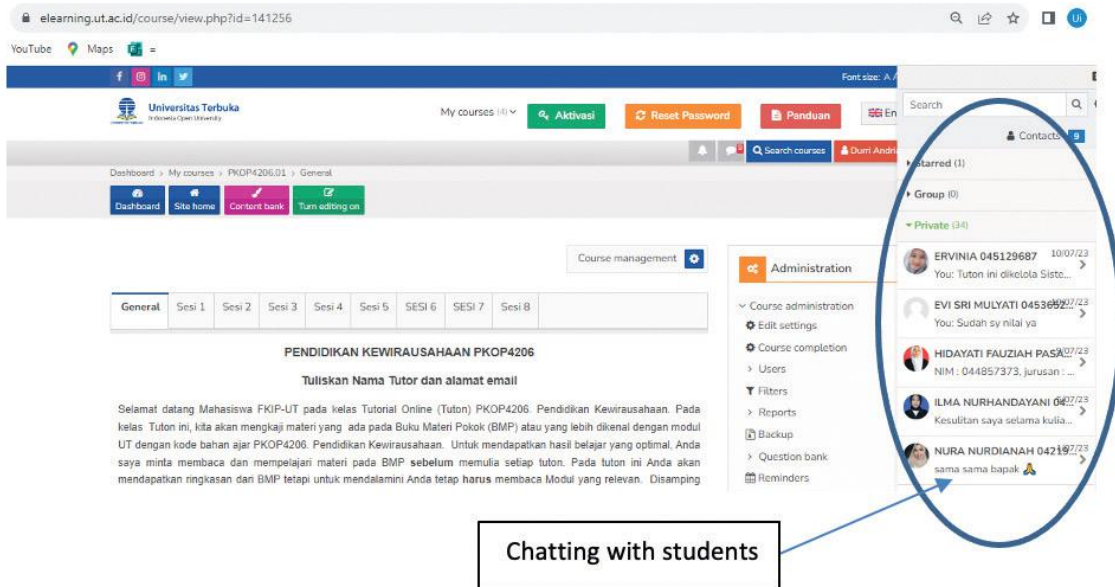 elearning.ut.ac.id/course/view.php?id=141256
Ui
YouTube Maps =
Font size: A
Universitas Terbuka
Indonesia Open University
My courses (4)
Aktivasi
Reset Password
Panduan
En
Search courses
Durri Andri
Dashboard › My courses › PKOP4206.01 › General
Dashboard
Site home
Content bank
Turn editing on
Course management
General Sesi 1 Sesi 2 Sesi 3 Sesi 4 Sesi 5 SESI 6 SESI 7 Sesi 8
PENDIDIKAN KEWIRAUSAHAAN PKOP4206
Tuliskan Nama Tutor dan alamat email
Selamat datang Mahasiswa FKIP-UT pada kelas Tutorial Online (Tuton) PKOP4206. Pendidikan Kewirausahaan. Pada
kelas Tuton ini, kita akan mengkaji materi yang ada pada Buku Materi Pokok (BMP) atau yang lebih dikenal dengan modul
UT dengan kode bahan ajar PKOP4206. Pendidikan Kewirausahaan. Untuk mendapatkan hasil belajar yang optimal, Anda
saya minta membaca dan mempelajari materi pada BMP sebelum memulia setiap tuton. Pada tuton ini Anda akan
mendapatkan ringkasan dari BMP tetapi untuk mendalamini Anda tetap harus membaca Modul yang relevan. Disamping
Administration
Course administration
Edit settings
Course completion
Users
Filters
Reports
Backup
Question bank
Reminders
Search
Contacts 9
Starred (1)
Group (0)
Private (34)
ERVINIA 045129687 10/07/23
You: Tuton ini dikelola Siste...
EVI SRI MULYATI
You: Sudah sy nilai ya
HIDAYATI FAUZIAH
NIM : 044857373, jurusan : ...
ILMA NURHANDAYANI
Kesulitan saya selama kulia...
NURA NURDIANAH
sama sama bapak 🙏
Chatting with students